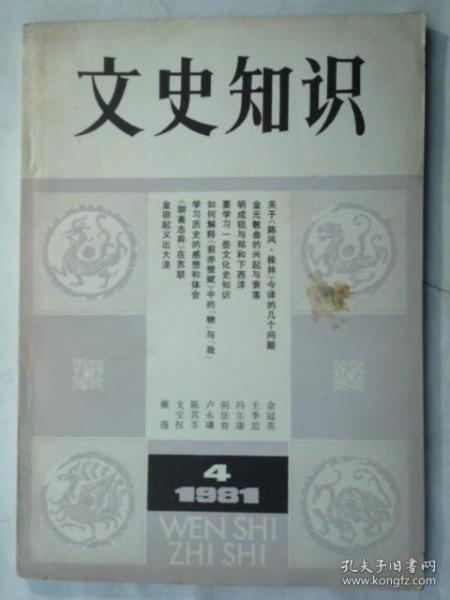 文史知识
关于《陈风·株林》今译的几个问题 余冠英
金元散曲的兴起与衰落 王季思
明成祖与郑和下西洋 冯尔康
要学习一些文化史知识 阴法鲁
如何解释《前赤壁赋》中的“物”与“我” 卢永璘
学习历史的感想和体会 陈其
《聊斋志异》在苏联 戈宝权
金田起义出大湟 戴逸
4
1981
WEN SHI
ZHI SHI
孔夫子旧书网
www.kongfz.com